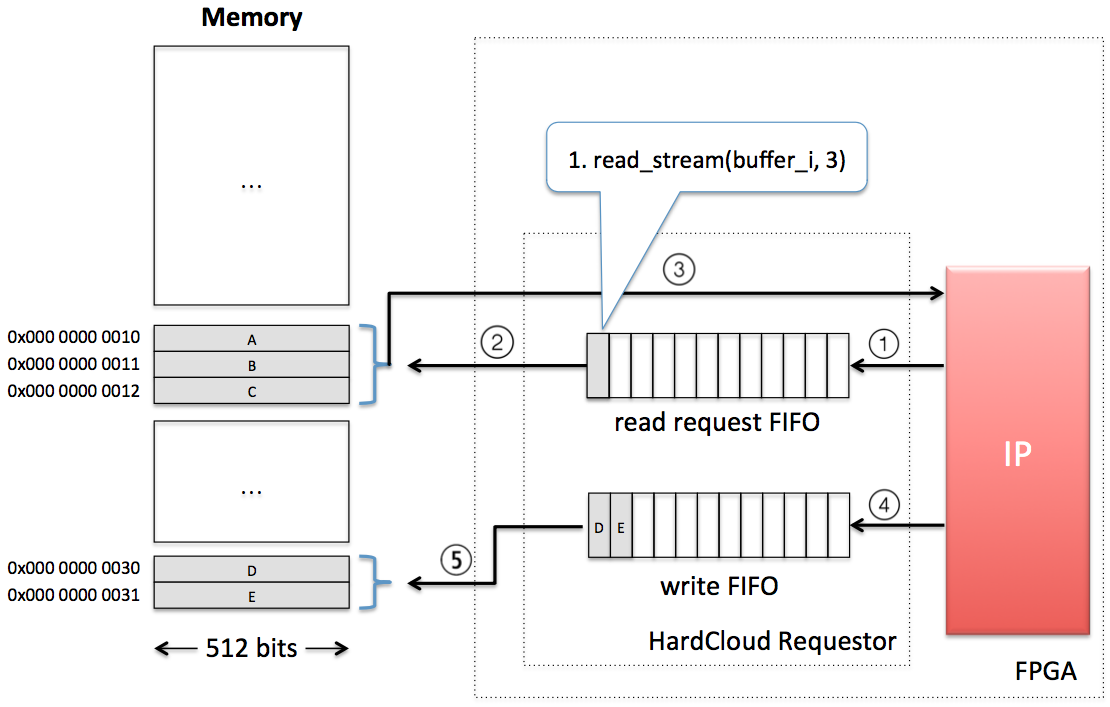 Memory
...
1. read_stream(buffer_i, 3)
3
0x000 0000 0010
A
2
1
0x000 0000 0011
B
0x000 0000 0012
C
read request FIFO
IP
...
4
D E
5
0x000 0000 0030
D
write FIFO
0x000 0000 0031
E
HardCloud Requestor
512 bits
FPGA